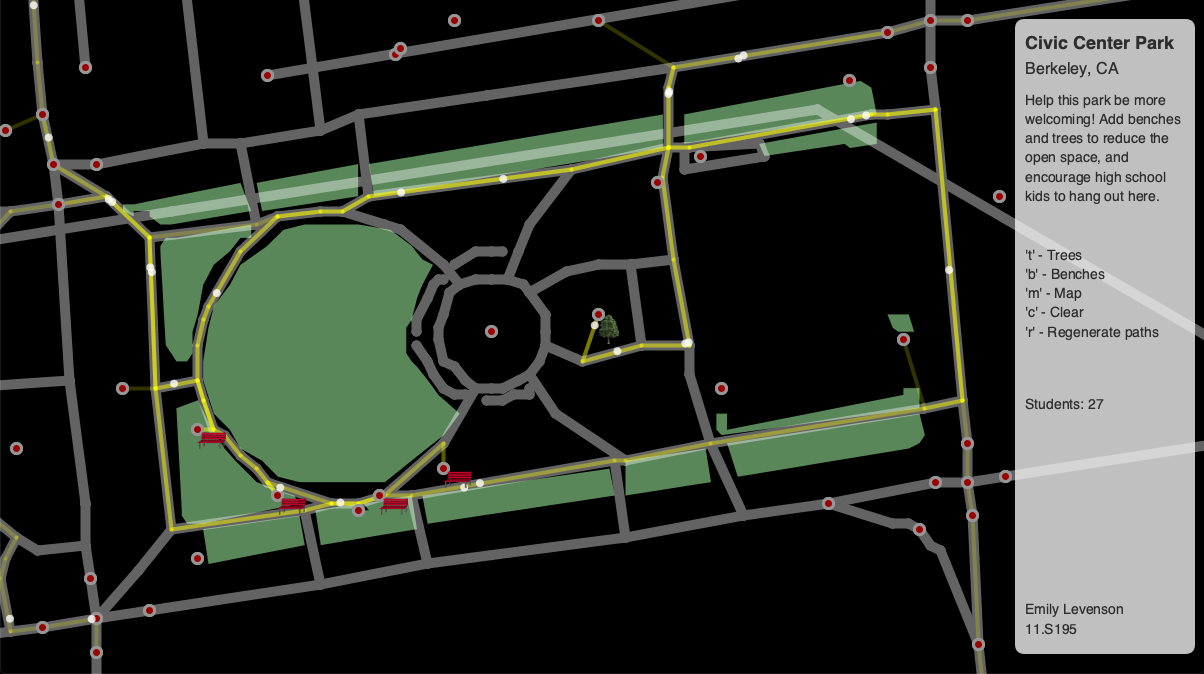 Civic Center Park
Berkeley, CA
Help this park be more
welcoming! Add benches
and trees to reduce the
open space, and
encourage high school
kids to hang out here.
't' - Trees
'b' - Benches
'm' - Map
'c' - Clear
'r' - Regenerate paths
Students: 27
Emily Levenson
11.S195